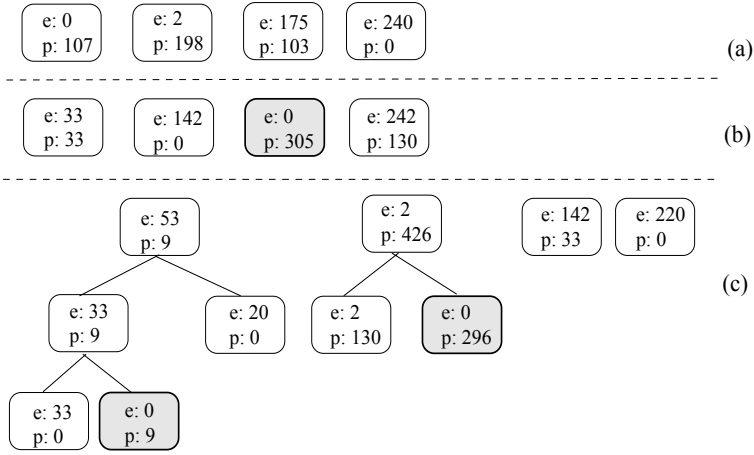 e: 0
p: 107
e: 2
p: 198
e: 175
p: 103
e: 240
p: 0
(a)
e: 33
p: 33
e: 142
p: 0
e: 0
p: 305
e: 242
p: 130
(b)
e: 53
p: 9
e: 2
p: 426
e: 142
p: 33
e: 220
p: 0
(c)
e: 33
p: 9
e: 20
p: 0
e: 2
p: 130
e: 0
p: 296
e: 33
p: 0
e: 0
p: 9